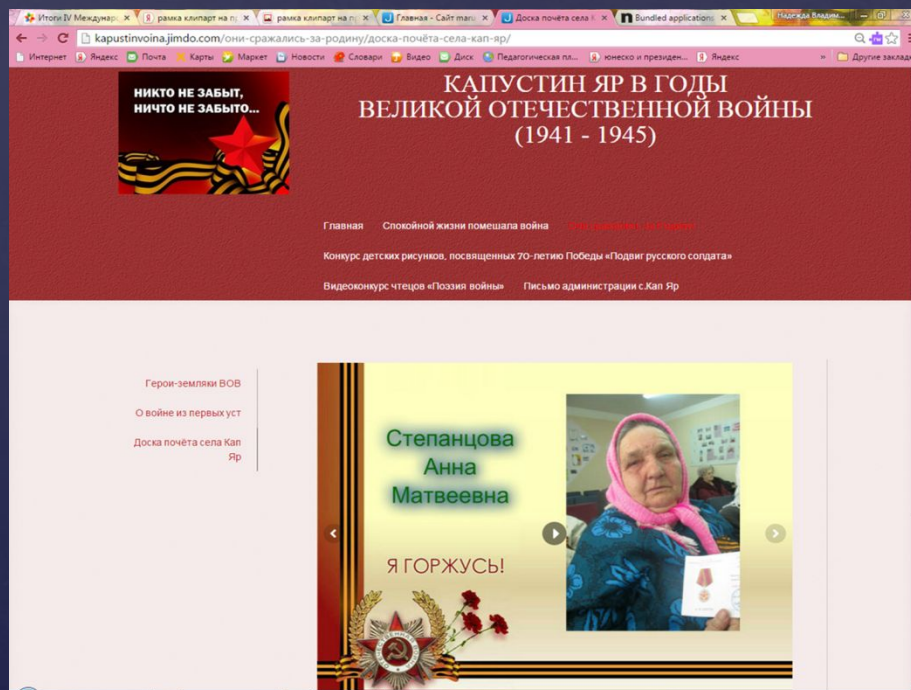 Итоги IV Междунаро
рамка клипарт на пр
рамка клипарт на по
Главная - Сайт maru
Доска почёта села К
Bundled applications
Надежда Владим...
kapustinvoina.jimdo.com/они-сражались-за-родину/доска-почёта-села-кап-яр/
Интернет Яндекс Почта Карты Маркет Новости Словари Видео Диск Педагогическая пл... юнеско и президен... Яндекс » Другие заклад
НИКТО НЕ ЗАБЫТ,
НИЧТО НЕ ЗАБЫТО...
КАПУСТИН ЯР В ГОДЫ
ВЕЛИКОЙ ОТЕЧЕСТВЕННОЙ ВОЙНЫ
(1941 - 1945)
Главная Спокойной жизни помешала война
Конкурс детских рисунков, посвященных 70-летию Победы «Подвиг русского солдата»
Видеоконкурс чтецов «Поэзия войны» Письмо администрации с.Кап Яр
Герои-земляки ВОВ
О войне из первых уст
Доска почёта села Кап
Яр
Степанцова
Анна
Матвеевна
Я ГОРЖУСЬ!